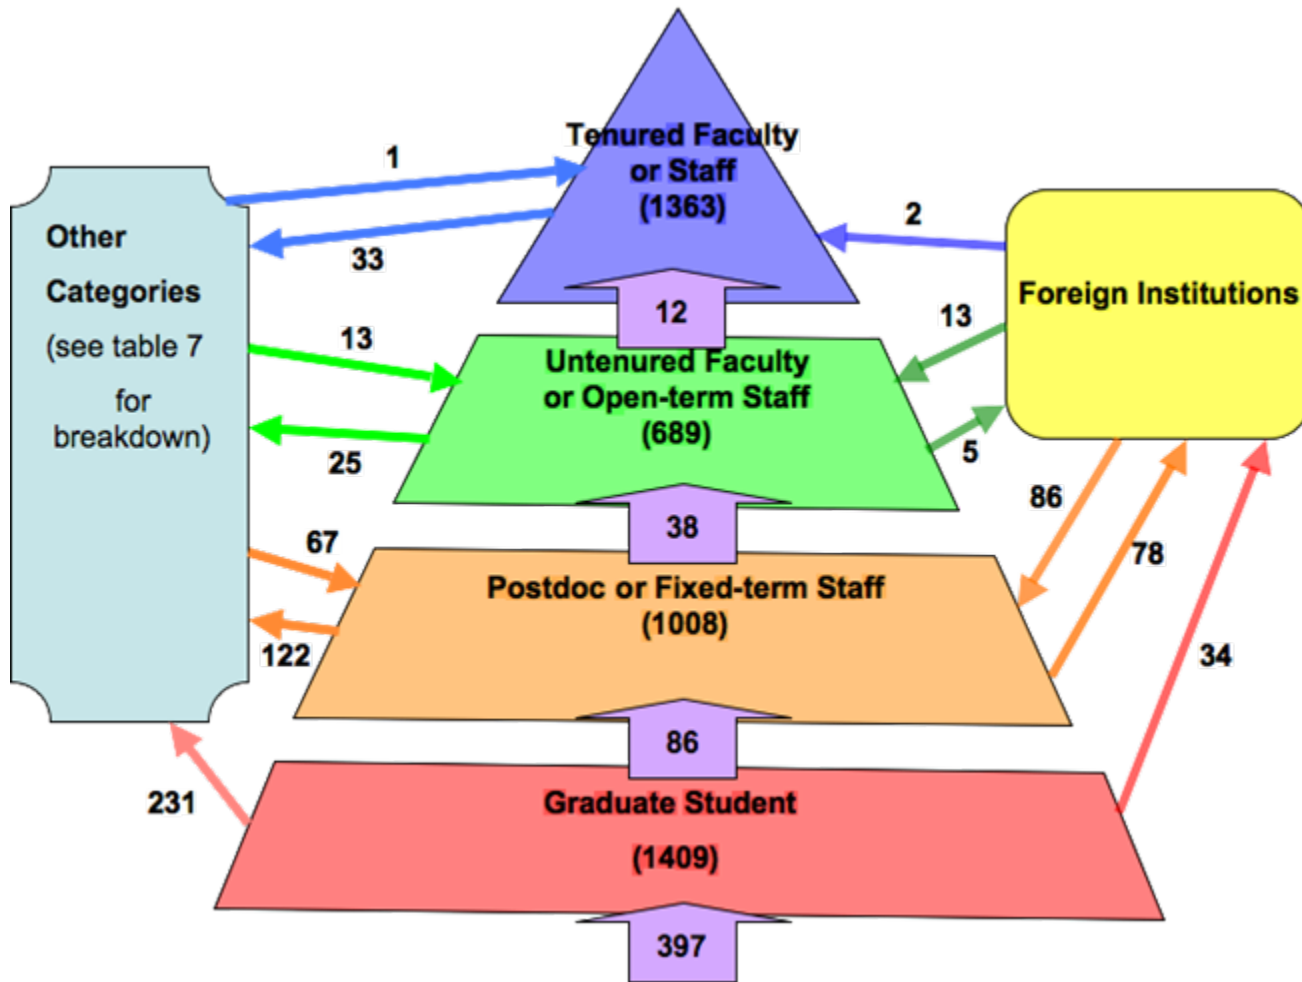 Tenured Faculty
or Staff
(1363)
1
33
2
Other
Categories
(see table 7
for
breakdown)
Foreign Institutions
12
13
25
Untenured Faculty
or Open-term Staff
(689)
13
5
38
67
122
Postdoc or Fixed-term Staff
(1008)
86
78
34
86
231
Graduate Student
(1409)
397